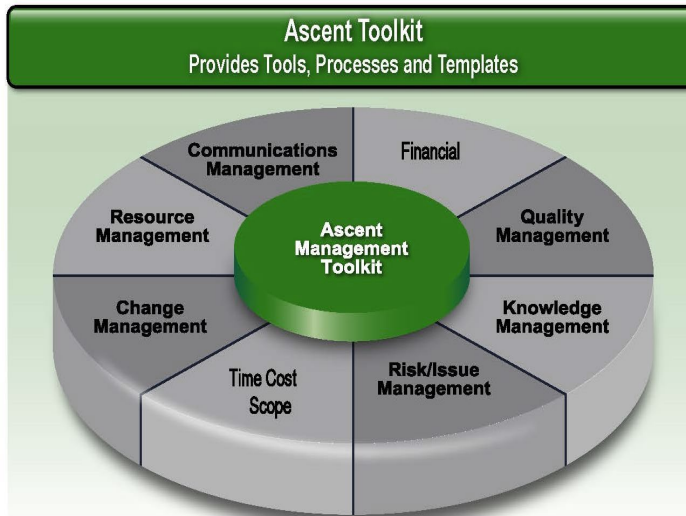 Ascent Toolkit
Provides Tools, Processes and Templates
Communications
Management
Financial
Resource
Management
Quality
Management
Ascent
Management
Toolkit
Change
Management
Knowledge
Management
Time Cost
Scope
Risk/Issue
Management